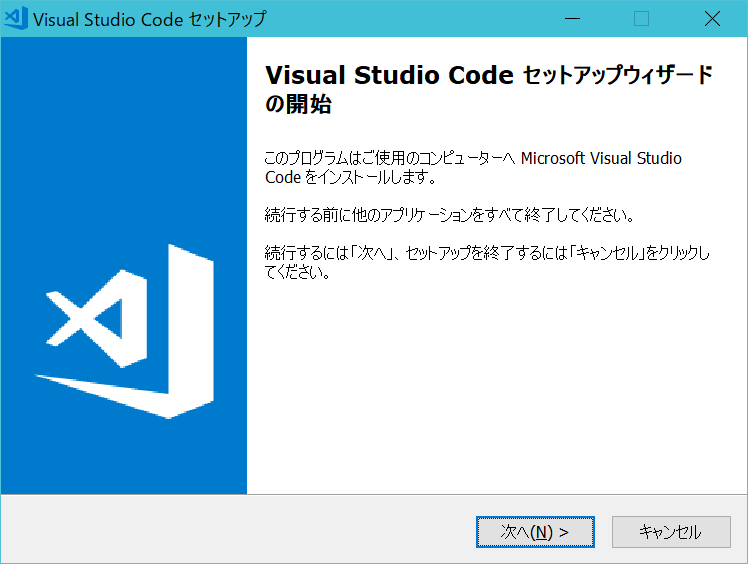 Visual Studio Code セットアップ
Visual Studio Code セットアップウィザード
の開始
このプログラムはご使用のコンピューターへ Microsoft Visual Studio
Code をインストールします。
続行する前に他のアプリケーションをすべて終了してください。
続行するには「次へ」、セットアップを終了するには「キャンセル」をクリックし
てください。
次へ(N) >
キャンセル